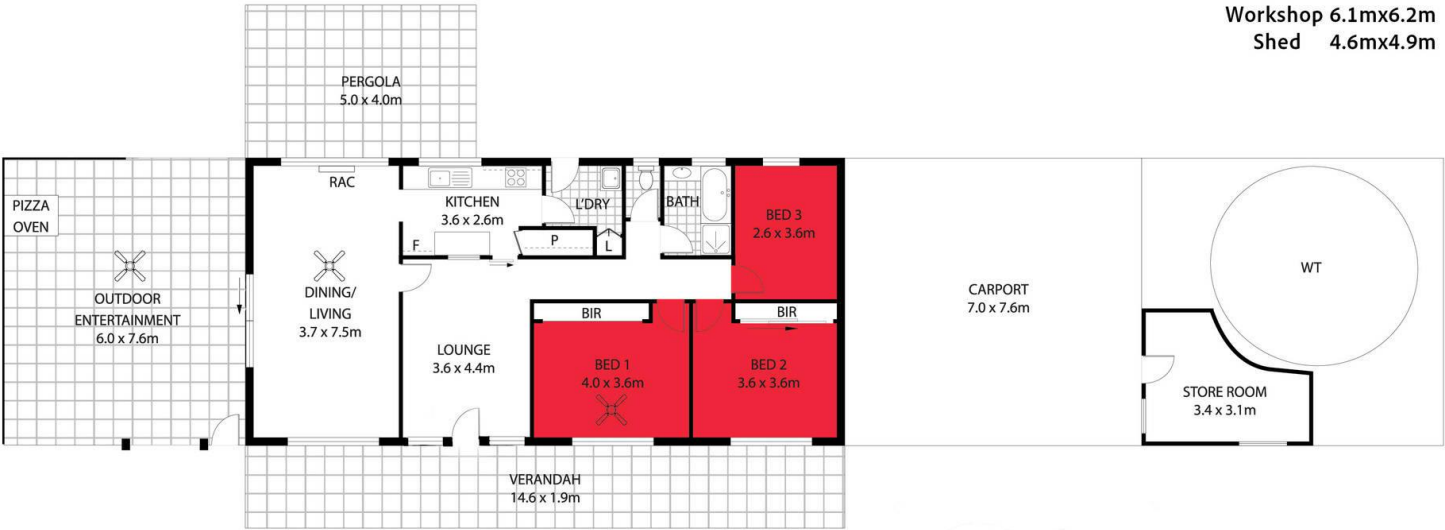 Workshop 6.1mx6.2m
Shed 4.6mx4.9m
PERGOLA
5.0 x 4.0m
PIZZA
OVEN
OUTDOOR
ENTERTAINMENT
6.0 x 7.6m
RAC
DINING/
LIVING
3.7 x 7.5m
KITCHEN
3.6 x 2.6m
F
P
L'DRY
L
BATH
BED 3
2.6 x 3.6m
LOUNGE
3.6 x 4.4m
BIR
BED 1
4.0 x 3.6m
BIR
BED 2
3.6 x 3.6m
CARPORT
7.0 x 7.6m
WT
STORE ROOM
3.4 x 3.1m
VERANDAH
14.6 x 1.9m